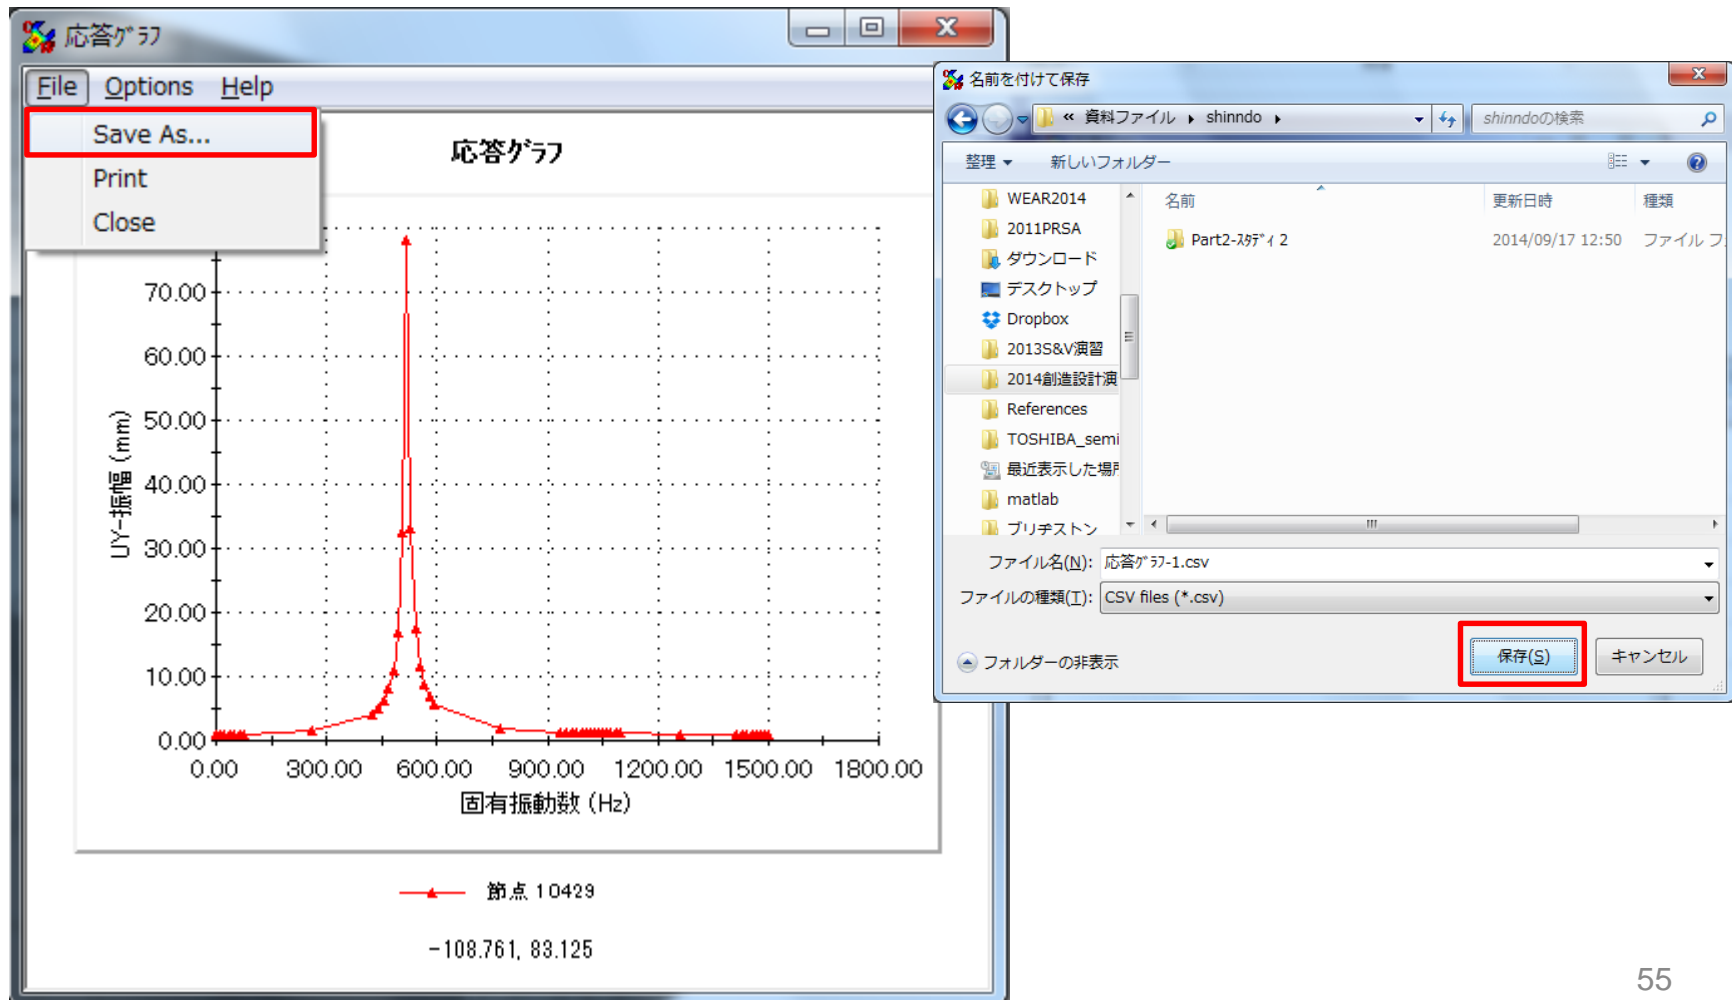 応答ｸﾞﾗﾌ
File Options Help
Save As...
Print
Close
応答ｸﾞﾗﾌ
70.00
60.00
50.00
40.00
30.00
20.00
10.00
0.00
UY-振幅 (mm)
0.00 300.00 600.00 900.00 1200.00 1500.00 1800.00
固有振動数 (Hz)
節点 10429
-108.761, 83.125
名前を付けて保存
« 資料ファイル shinndo
shinndoの検索
整理 新しいフォルダー
名前 更新日時 種類
WEAR2014
2011PRSA
ダウンロード
デスクトップ
Dropbox
2013S&V演習
2014創造設計演
References
TOSHIBA_semi
最近表示した場所
matlab
ブリヂストン
Part2-ｽﾀﾃﾞｨ 2 2014/09/17 12:50 ファイル フ
ファイル名(N): 応答ｸﾞﾗﾌ-1.csv
ファイルの種類(T): CSV files (*.csv)
フォルダーの非表示
保存(S) キャンセル
55